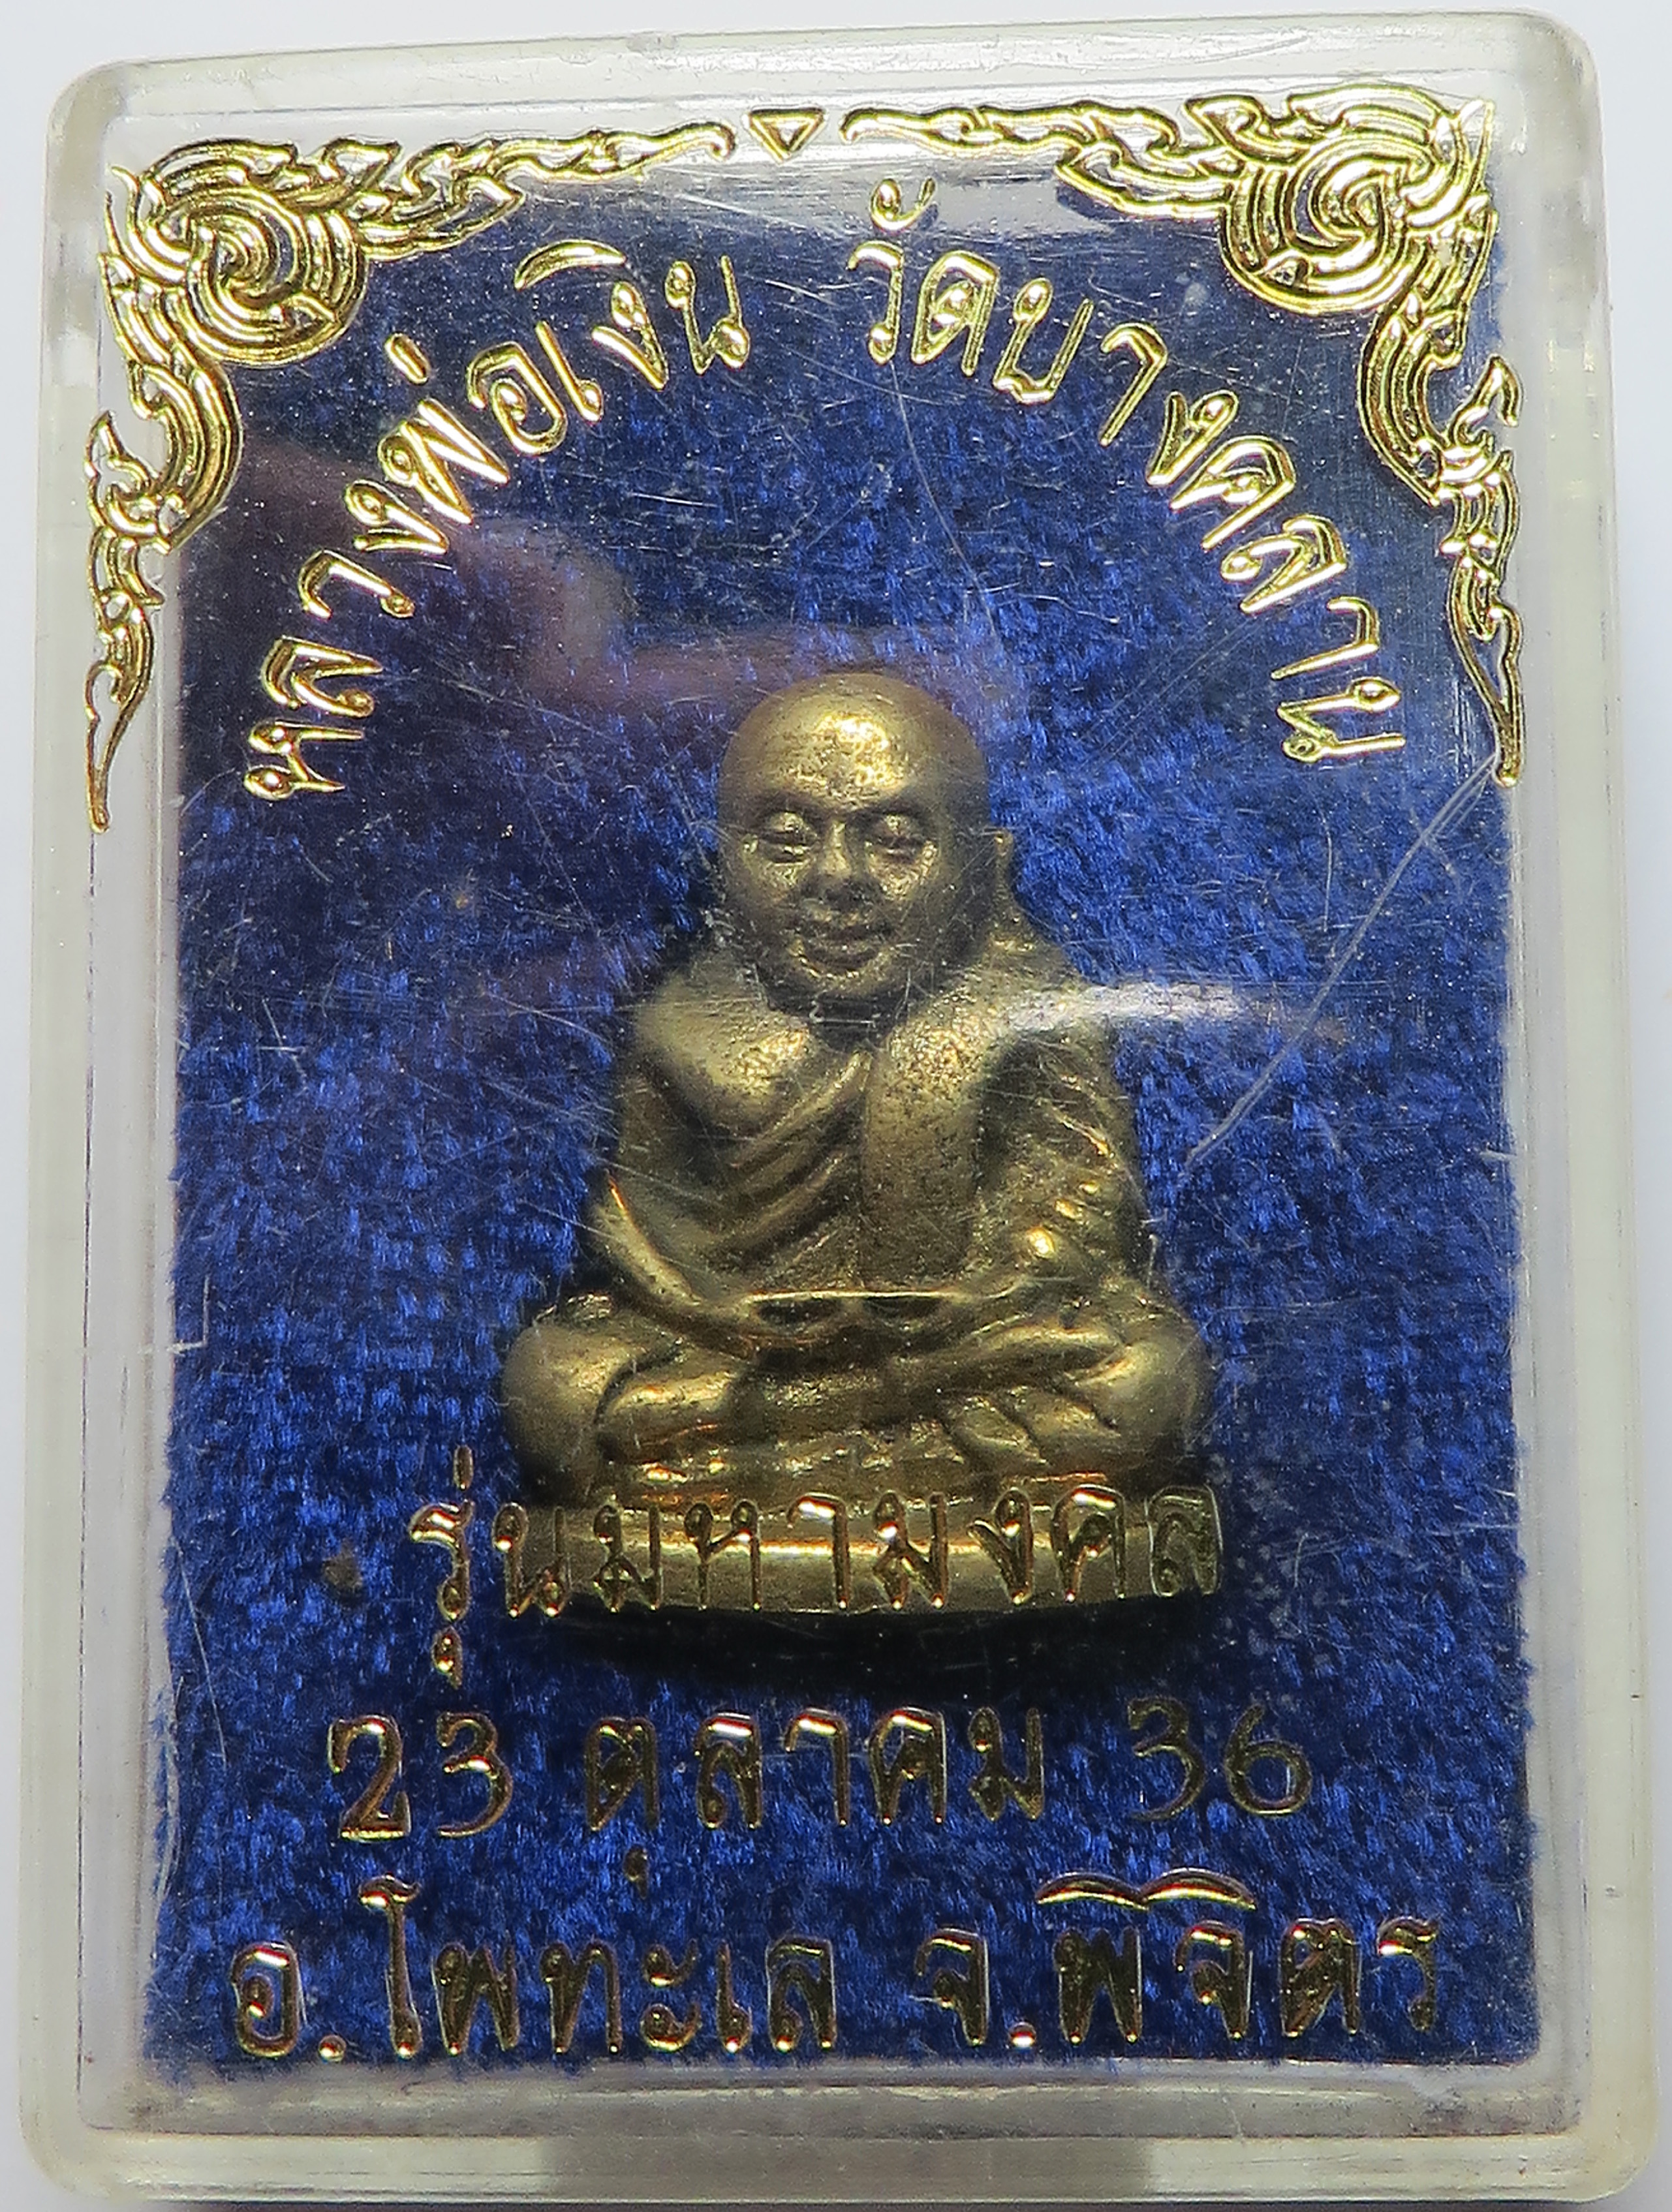 หลวงพ่อเงิน วัดบางคลาน
รุ่นมหามงคล
23 ตุลาคม 36
อ.โพทะเล จ.พิจิตร